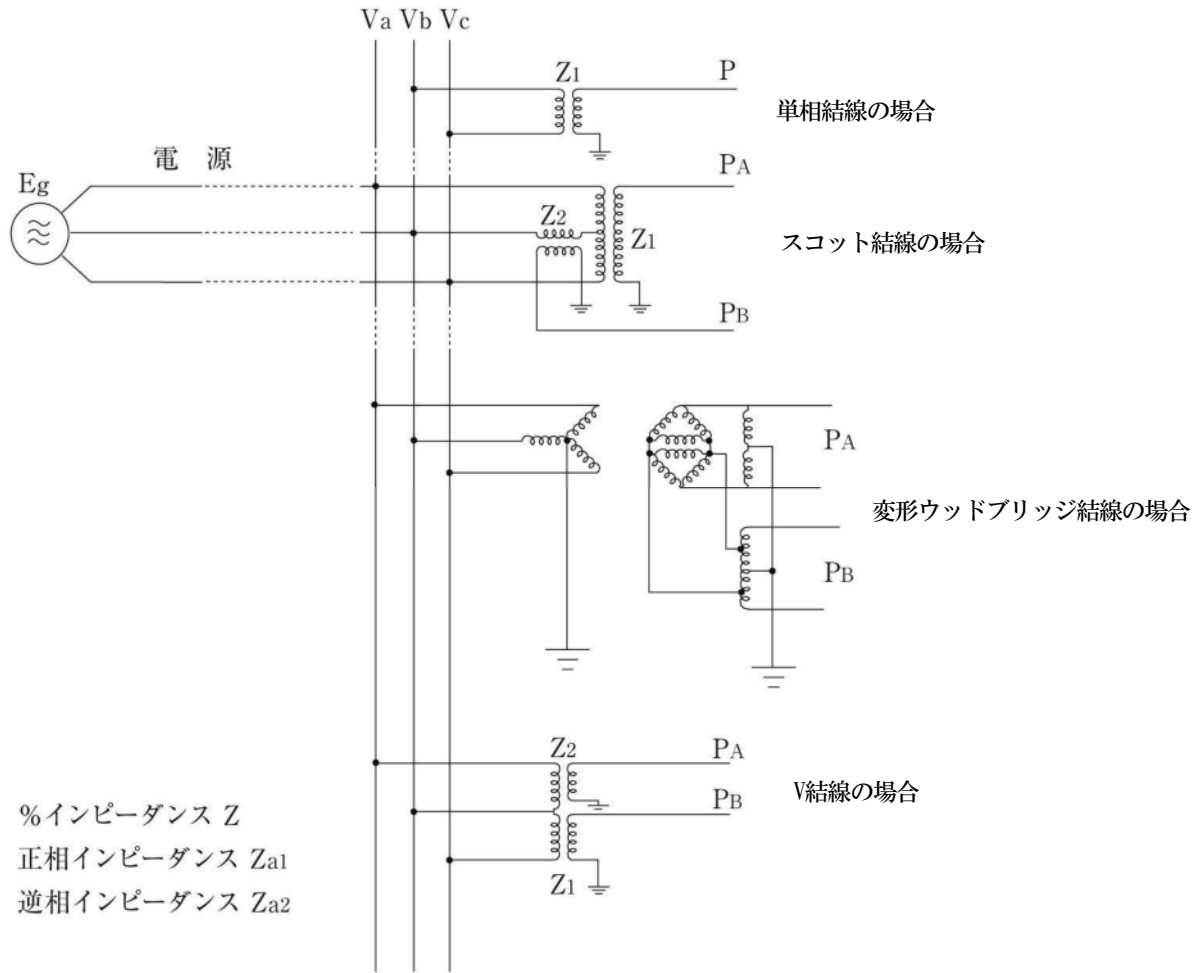 Va Vb Vc
Z1
P
単相結線の場合
電 源
Eg
PA
Z2
Z1
スコット結線の場合
PB
PA
変形ウッドブリッジ結線の場合
PB
Z2
PA
V結線の場合
PB
Z1
%インピーダンス Z
正相インピーダンス Za1
逆相インピーダンス Za2